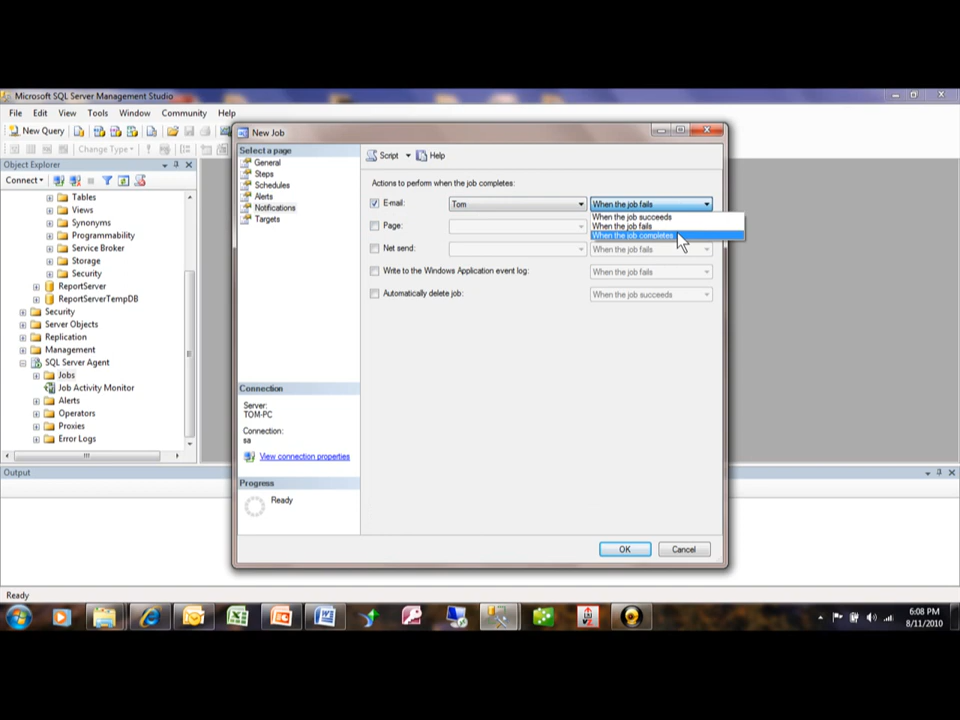 Microsoft SQL Server Management Studio
File Edit View Tools Window Community Help
New Query
Change Type
Object Explorer
Connect
Tables
Views
Synonyms
Programmability
Service Broker
Storage
Security
ReportServer
ReportServerTempDB
Security
Server Objects
Replication
Management
SQL Server Agent
Jobs
Job Activity Monitor
Alerts
Operators
Proxies
Error Logs
New Job
Select a page
General
Steps
Schedules
Alerts
Notifications
Targets
Script Help
Actions to perform when the job completes:
E-mail: Tom When the job fails
When the job succeeds
When the job fails
When the job completes
Page:
Net send: When the job fails
Write to the Windows Application event log: When the job fails
Automatically delete job: When the job succeeds
Connection
Server:
TOM-PC
Connection:
sa
View connection properties
Progress
Ready
OK Cancel
Output
Ready
6:08 PM
8/11/2010